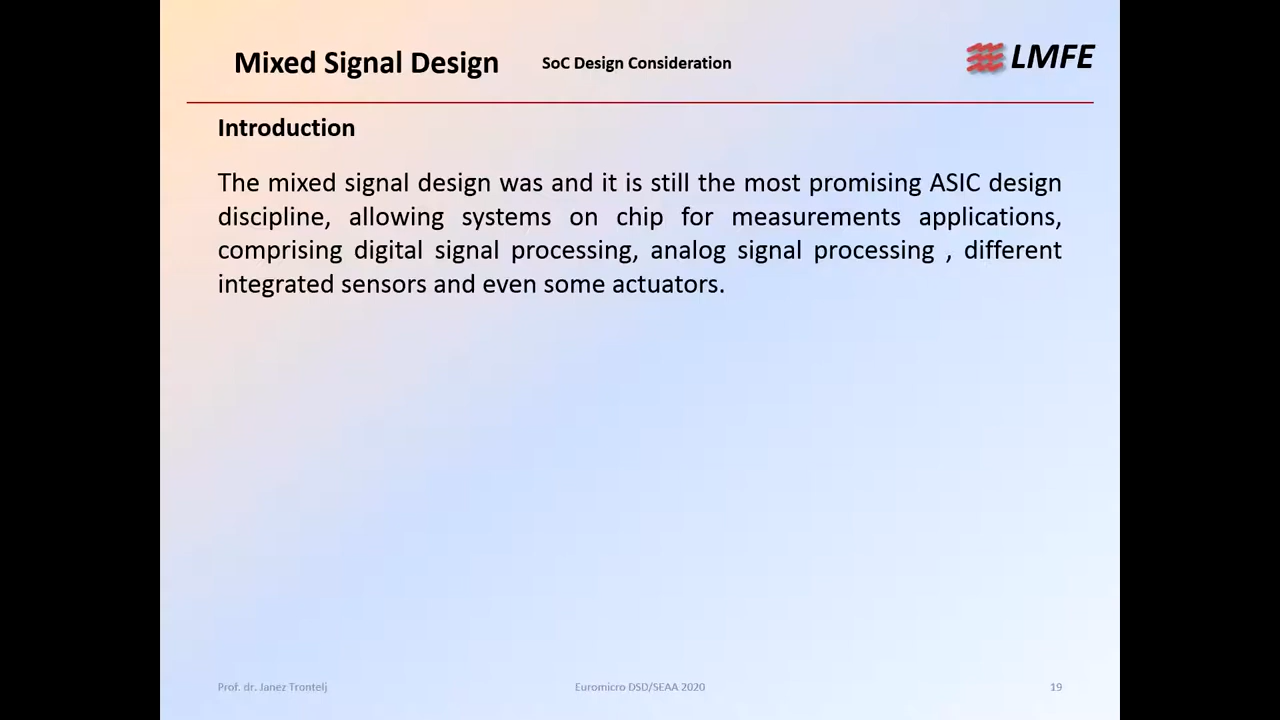 Mixed Signal Design SoC Design Consideration LMFE
Introduction
The mixed signal design was and it is still the most promising ASIC design
discipline, allowing systems on chip for measurements applications,
comprising digital signal processing, analog signal processing , different
integrated sensors and even some actuators.
Prof. dr. Janez Trontelj Euromicro DSD/SEAA 2020 19